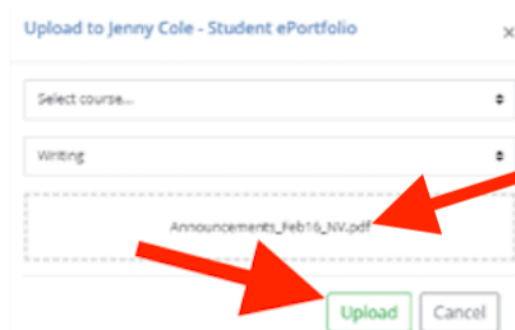 Upload to Jenny Cole - Student ePortfolio ×
Select course...
Writing
Announcements_Feb16_NV.pdf
Upload Cancel